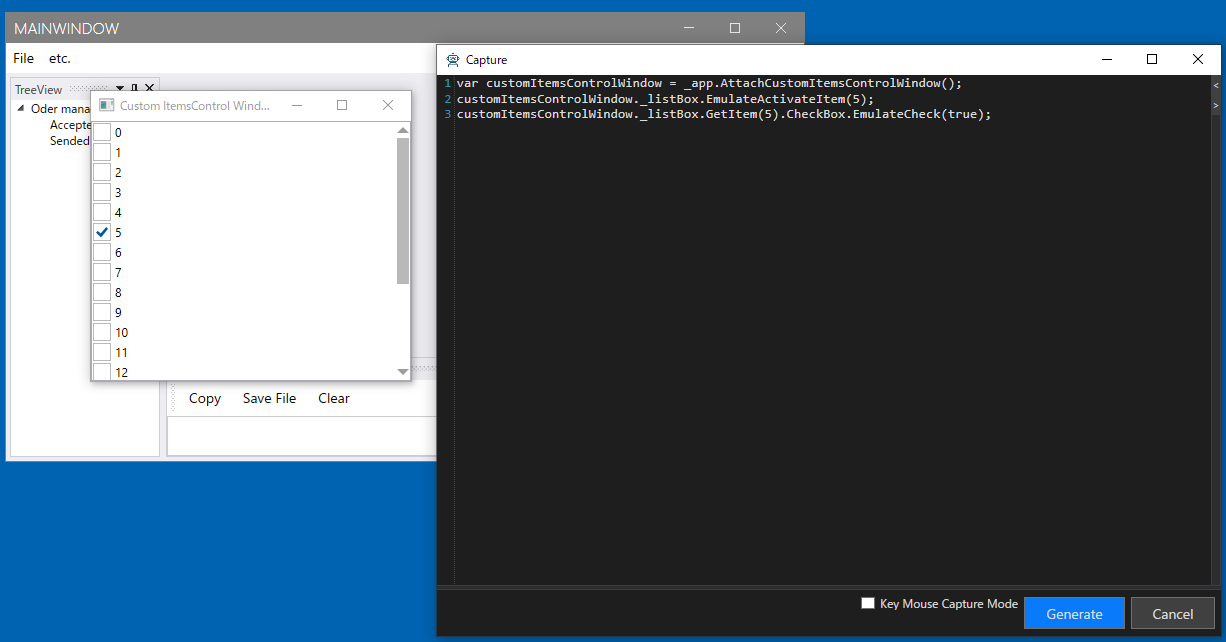 MAINWINDOW
File etc.
TreeView
Oder mana
Accepte
Sended
Custom ItemsControl Wind...
0
1
2
3
4
5
6
7
8
9
10
11
12
Copy Save File Clear
Capture
1 var customItemsControlWindow = _app.AttachCustomItemsControlWindow();
2 customItemsControlWindow._listBox.EmulateActivateItem(5);
3 customItemsControlWindow._listBox.GetItem(5).CheckBox.EmulateCheck(true);
<
>
Key Mouse Capture Mode
Generate Cancel